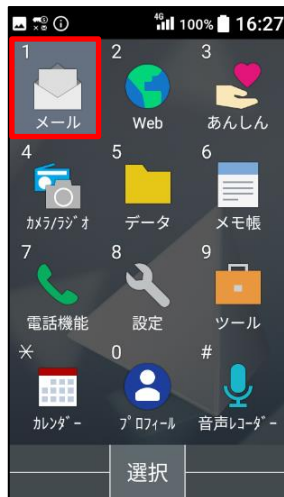 4G 100% 16:27
1 2 3
メール Web あんしん
4 5 6
ｶﾒﾗ/ﾗｼﾞｵ データ メモ帳
7 8 9
電話機能 設定 ツール
* 0 #
ｶﾚﾝﾀﾞｰ ﾌﾟﾛﾌｨｰﾙ 音声ﾚｺｰﾀﾞｰ
選択